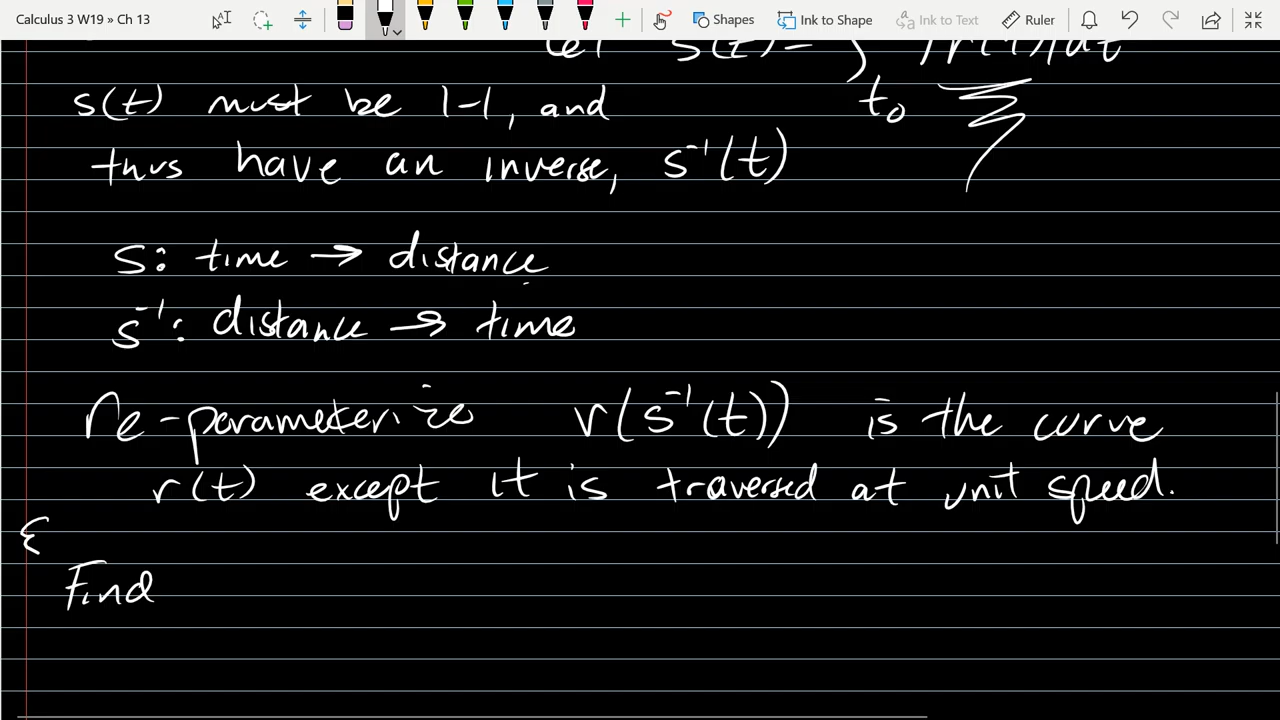 Calculus 3 W19 » Ch 13
Shapes
Ink to Shape
Ink to Text
Ruler
let s(t) =
t₀
s(t) must be 1-1, and
thus have an inverse, s⁻¹(t)
s: time → distance
s⁻¹: distance → time
re-parameterize r(s⁻¹(t)) is the curve
r(t) except it is traversed at unit speed.
Find